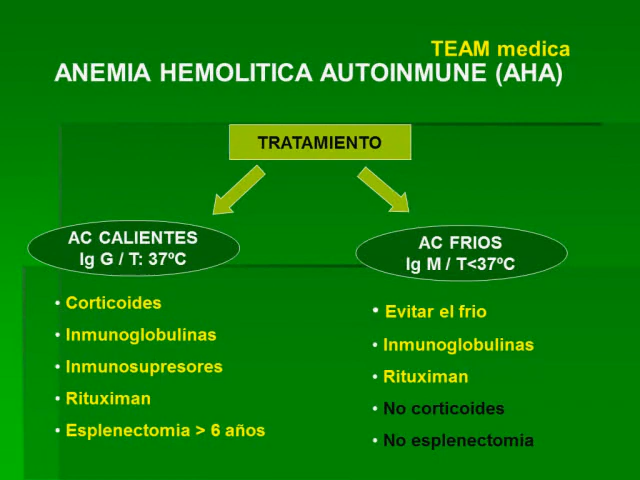 TEAM medica
ANEMIA HEMOLITICA AUTOINMUNE (AHA)
TRATAMIENTO
AC CALIENTES
Ig G / T: 37ºC
AC FRIOS
Ig M / T<37ºC
• Corticoides
• Inmunoglobulinas
• Inmunosupresores
• Rituximan
• Esplenectomia > 6 años
• Evitar el frio
• Inmunoglobulinas
• Rituximan
• No corticoides
• No esplenectomia